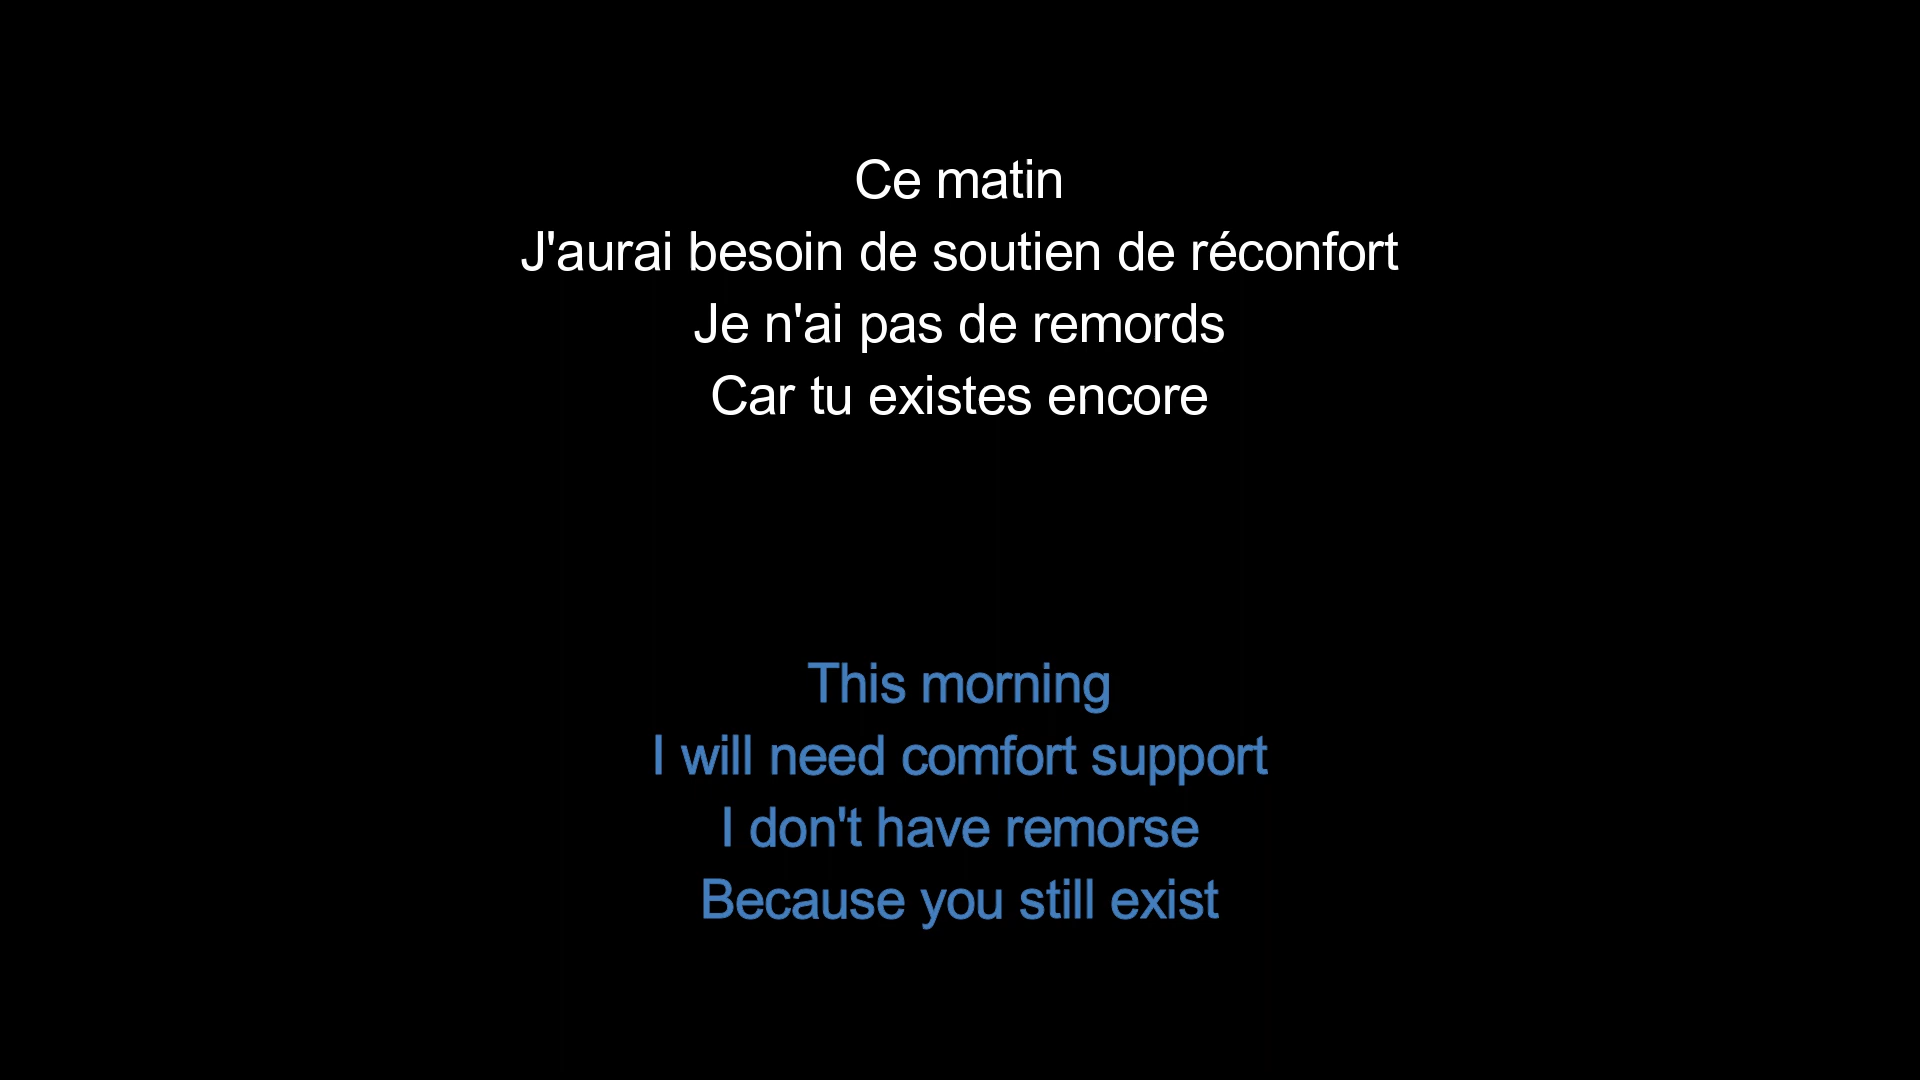 Ce matin
J'aurai besoin de soutien de réconfort
Je n'ai pas de remords
Car tu existes encore
This morning
I will need comfort support
I don't have remorse
Because you still exist